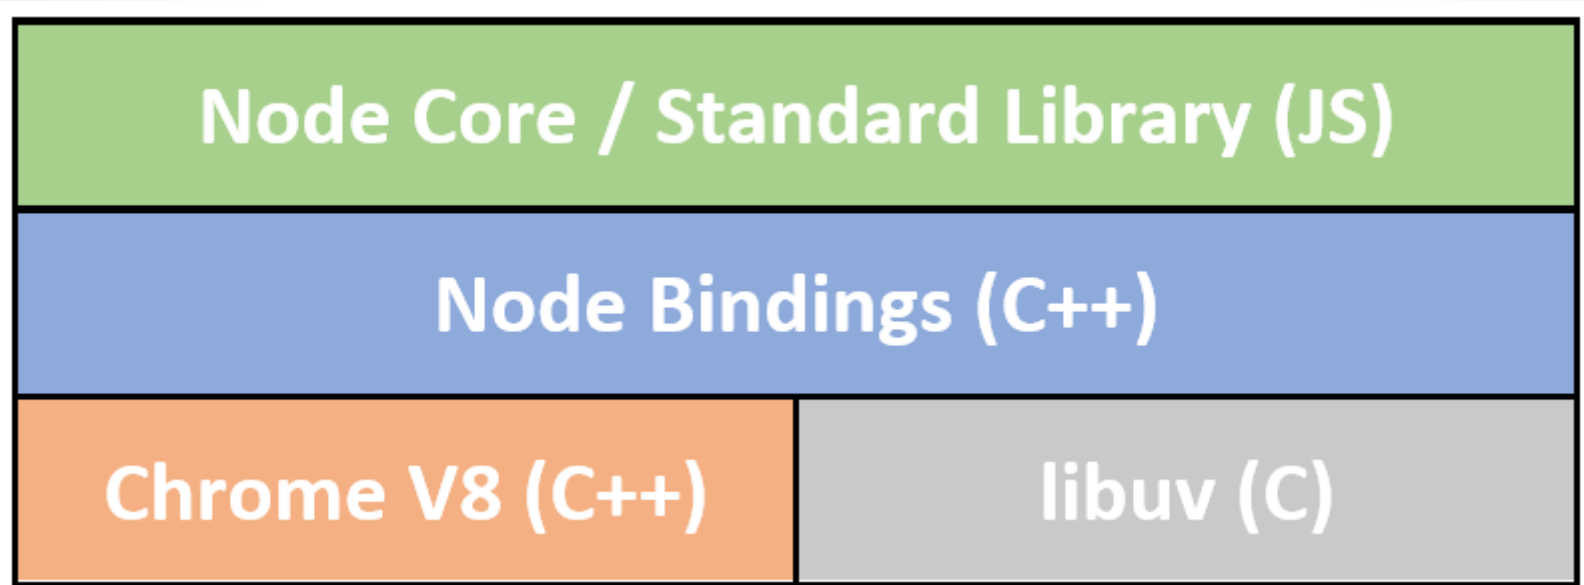 Node Core / Standard Library (JS)
Node Bindings (C++)
Chrome V8 (C++)
libuv (C)